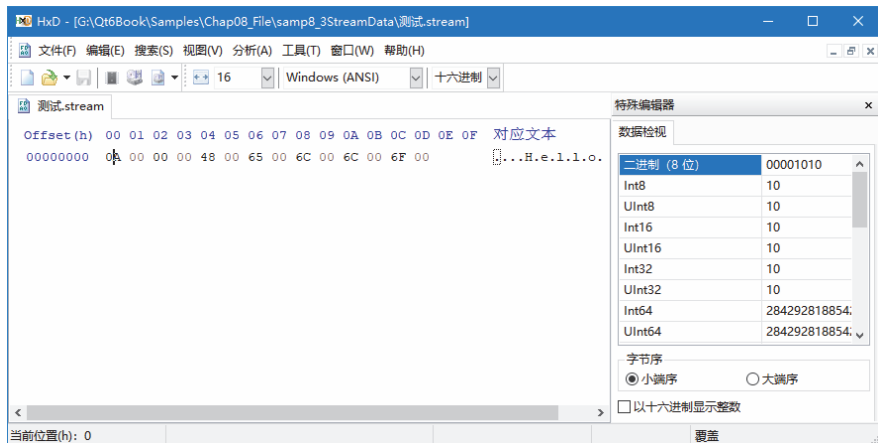 HxD - [G:\Qt6Book\Samples\Chap08_File\samp8_3StreamData\测试.stream]
文件(F) 编辑(E) 搜索(S) 视图(V) 分析(A) 工具(T) 窗口(W) 帮助(H)
16 Windows (ANSI) 十六进制
测试.stream
Offset(h) 00 01 02 03 04 05 06 07 08 09 0A 0B 0C 0D 0E 0F 对应文本
00000000 0A 00 00 00 48 00 65 00 6C 00 6C 00 6F 00 ....H.e.l.l.o.
特殊编辑器
数据检视
二进制 (8 位) 00001010
Int8 10
UInt8 10
Int16 10
UInt16 10
Int32 10
UInt32 10
Int64 284292818854
UInt64 284292818854
字节序
小端序 大端序
以十六进制显示整数
当前位置(h): 0 覆盖